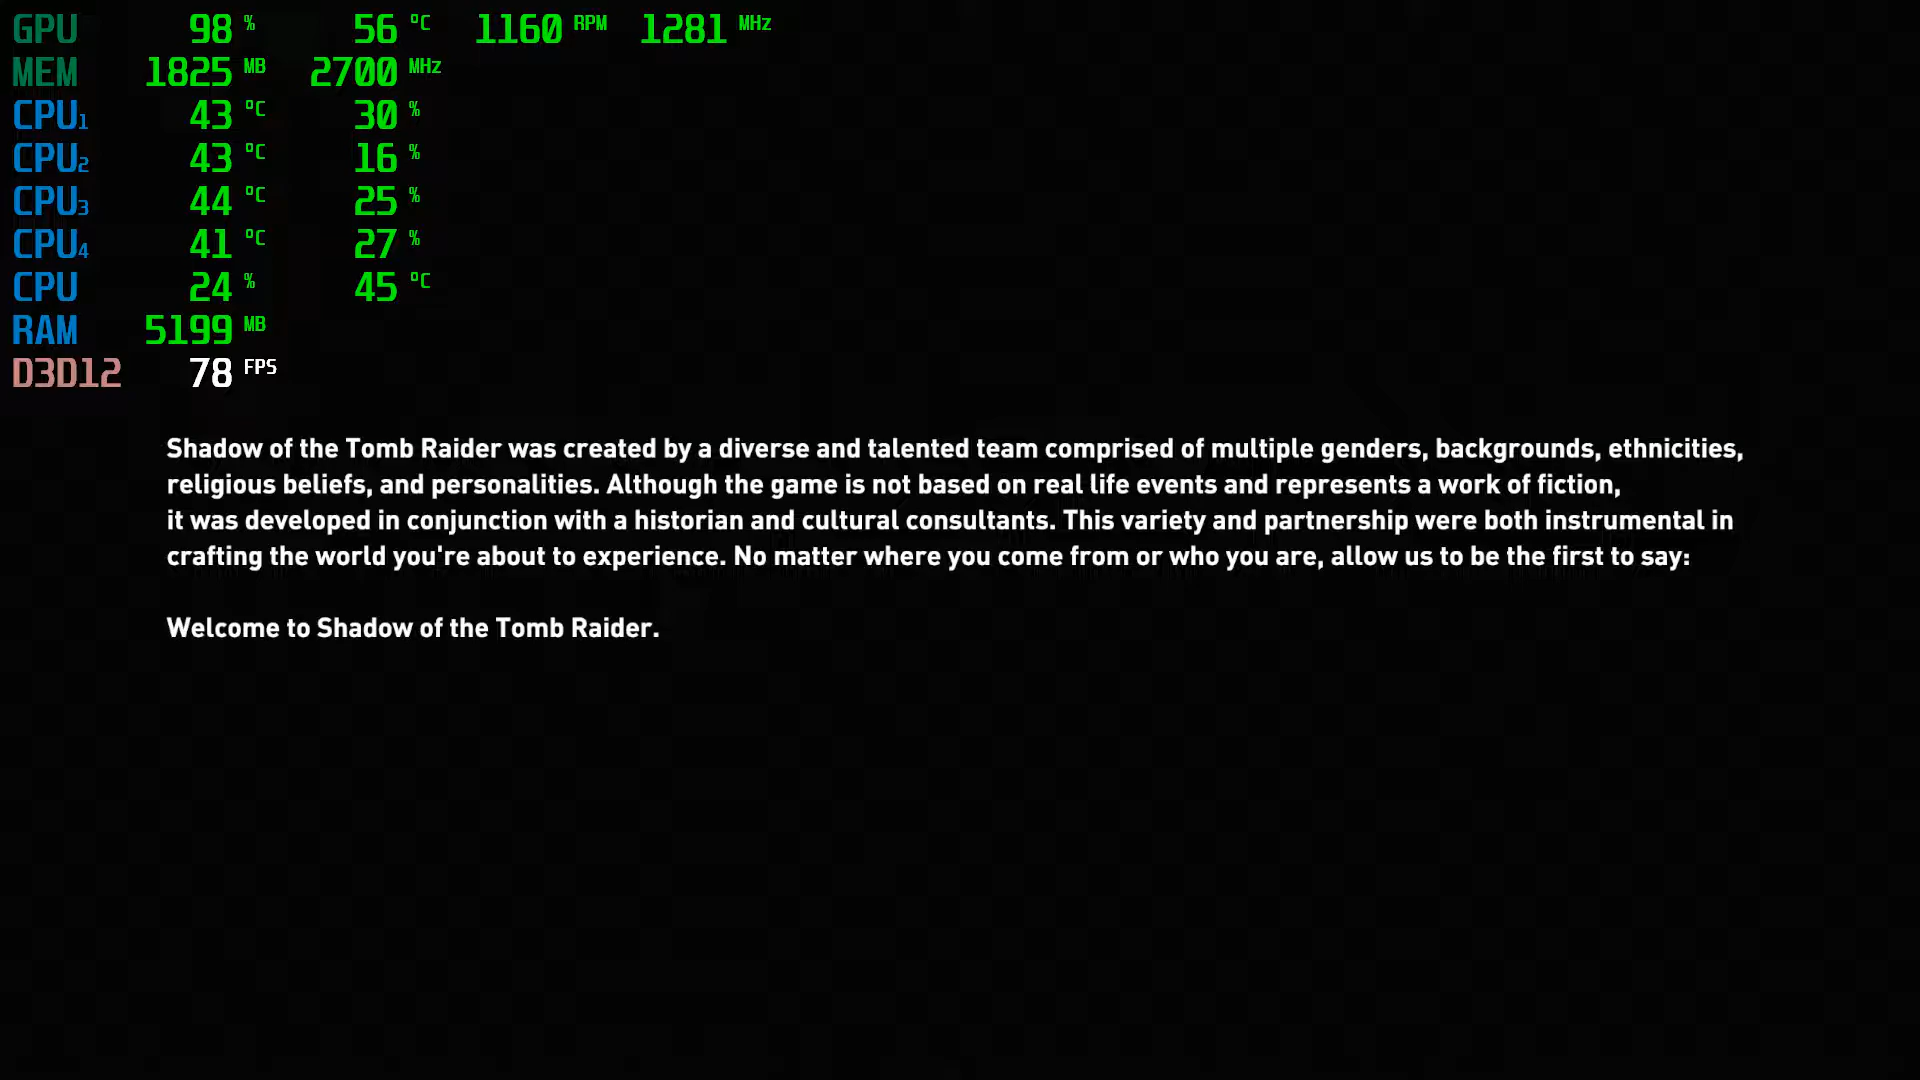 GPU 98 % 56 °C 1160 RPM 1281 MHz
MEM 1825 MB 2700 MHz
CPU1 43 °C 30 %
CPU2 43 °C 16 %
CPU3 44 °C 25 %
CPU4 41 °C 27 %
CPU 24 % 45 °C
RAM 5199 MB
D3D12 78 FPS
Shadow of the Tomb Raider was created by a diverse and talented team comprised of multiple genders, backgrounds, ethnicities,
religious beliefs, and personalities. Although the game is not based on real life events and represents a work of fiction,
it was developed in conjunction with a historian and cultural consultants. This variety and partnership were both instrumental in
crafting the world you're about to experience. No matter where you come from or who you are, allow us to be the first to say:
Welcome to Shadow of the Tomb Raider.